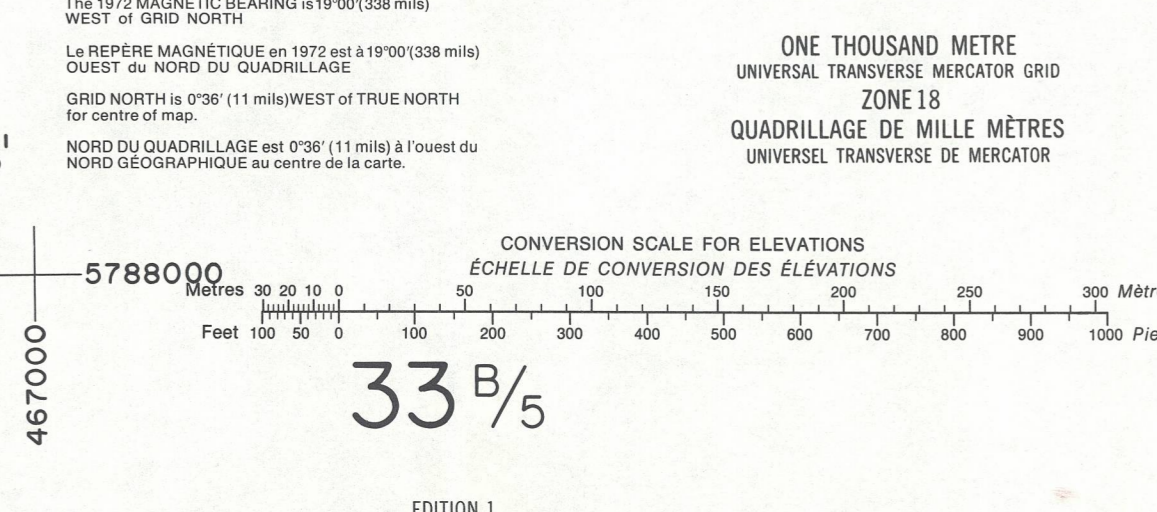 The 1972 MAGNETIC BEARING is 19°00'(338 mils)
WEST of GRID NORTH
Le REPÈRE MAGNÉTIQUE en 1972 est à 19°00'(338 mils)
OUEST du NORD DU QUADRILLAGE
GRID NORTH is 0°36' (11 mils)WEST of TRUE NORTH
for centre of map.
NORD DU QUADRILLAGE est 0°36' (11 mils) à l'ouest du
NORD GÉOGRAPHIQUE au centre de la carte.
ONE THOUSAND METRE
UNIVERSAL TRANSVERSE MERCATOR GRID
ZONE 18
QUADRILLAGE DE MILLE MÈTRES
UNIVERSEL TRANSVERSE DE MERCATOR
5788000
467000
CONVERSION SCALE FOR ELEVATIONS
ÉCHELLE DE CONVERSION DES ÉLÉVATIONS
Metres 30 20 10 0 50 100 150 200 250 300
Feet 100 50 0 100 200 300 400 500 600 700 800 900 1000
33 B/5
EDITION 1